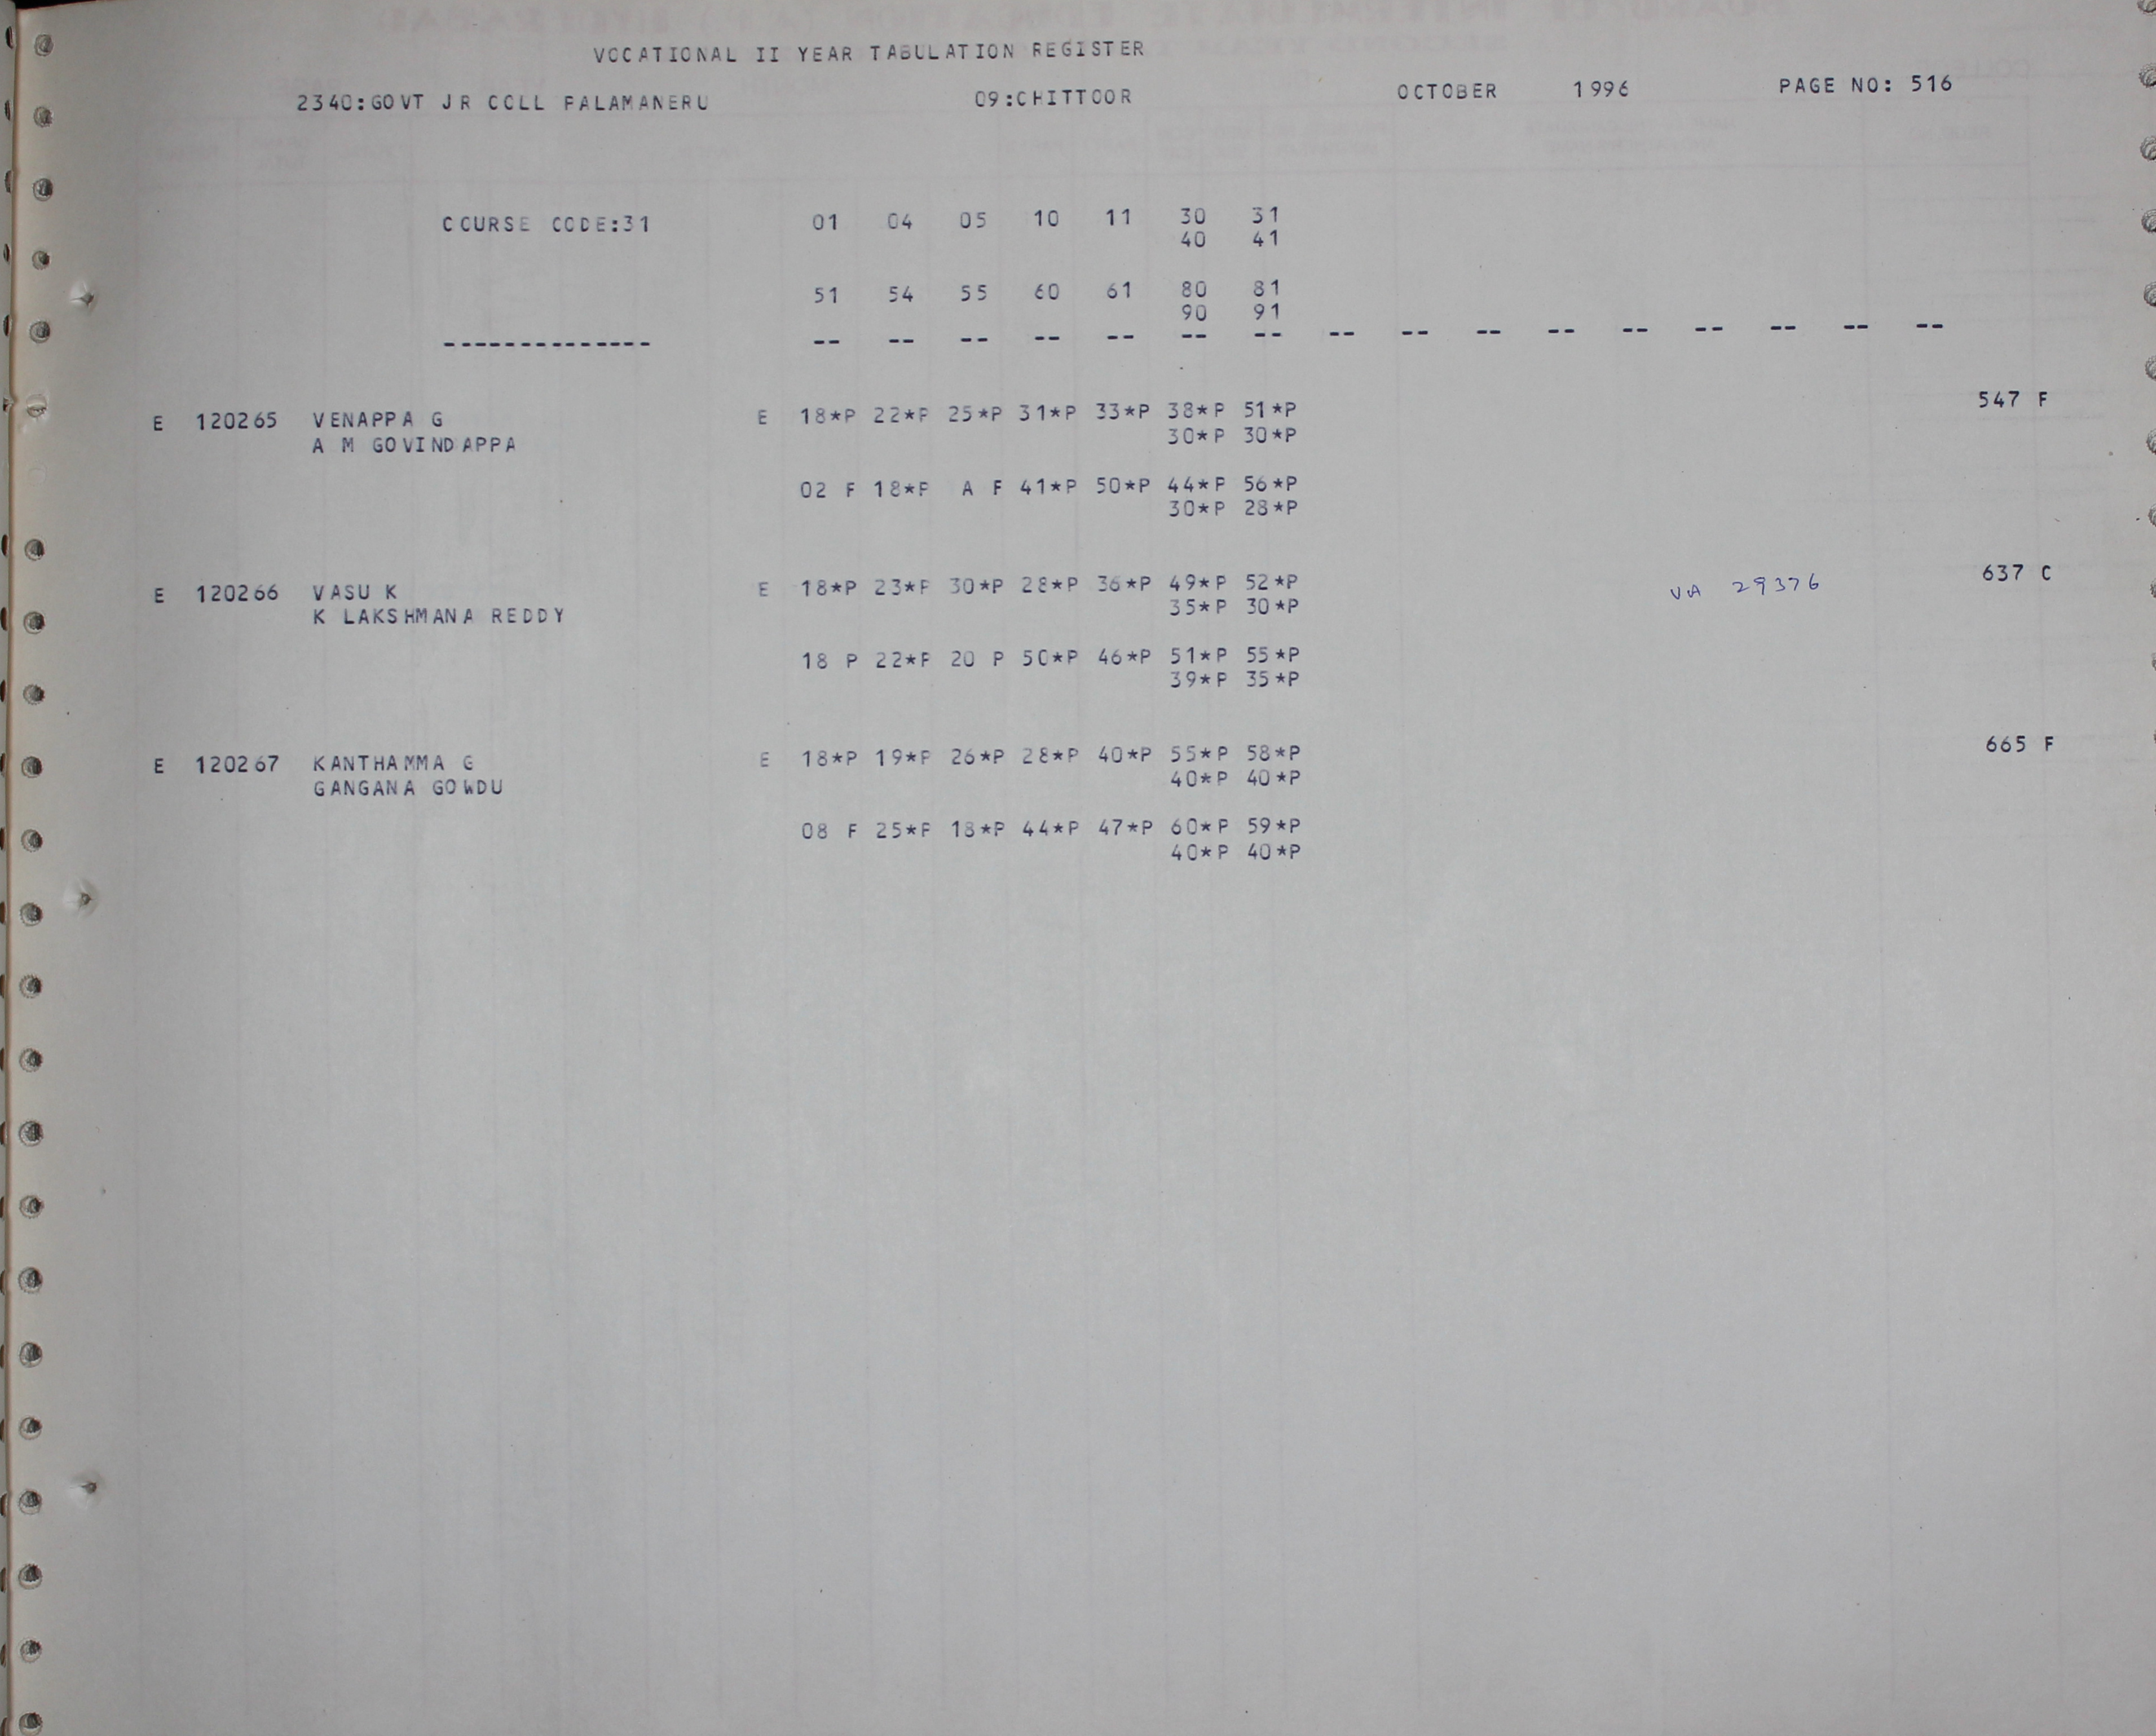 VOCATIONAL II YEAR TABULATION REGISTER
2340:GOVT JR COLL PALAMANERU 09:CHITTOOR OCTOBER 1996 PAGE NO: 516
COURSE CODE:31 01 04 05 10 11 30 31
40 41
51 54 55 60 61 80 81
90 91
-------------- -- -- -- -- -- -- -- -- -- -- -- -- -- -- -- --
E 120265 VENAPPA G E 18*P 22*P 25*P 31*P 33*P 38*P 51*P 547 F
A M GOVINDAPPA 30*P 30*P
02 F 18*P A F 41*P 50*P 44*P 56*P
30*P 28*P
E 120266 VASU K E 18*P 23*P 30*P 28*P 36*P 49*P 52*P VA 29376 637 C
K LAKSHMANA REDDY 35*P 30*P
18 P 22*P 20 P 50*P 46*P 51*P 55*P
39*P 35*P
E 120267 KANTHAMMA G E 18*P 19*P 26*P 28*P 40*P 55*P 58*P 665 F
GANGANA GOWDU 40*P 40*P
08 F 25*P 18*P 44*P 47*P 60*P 59*P
40*P 40*P